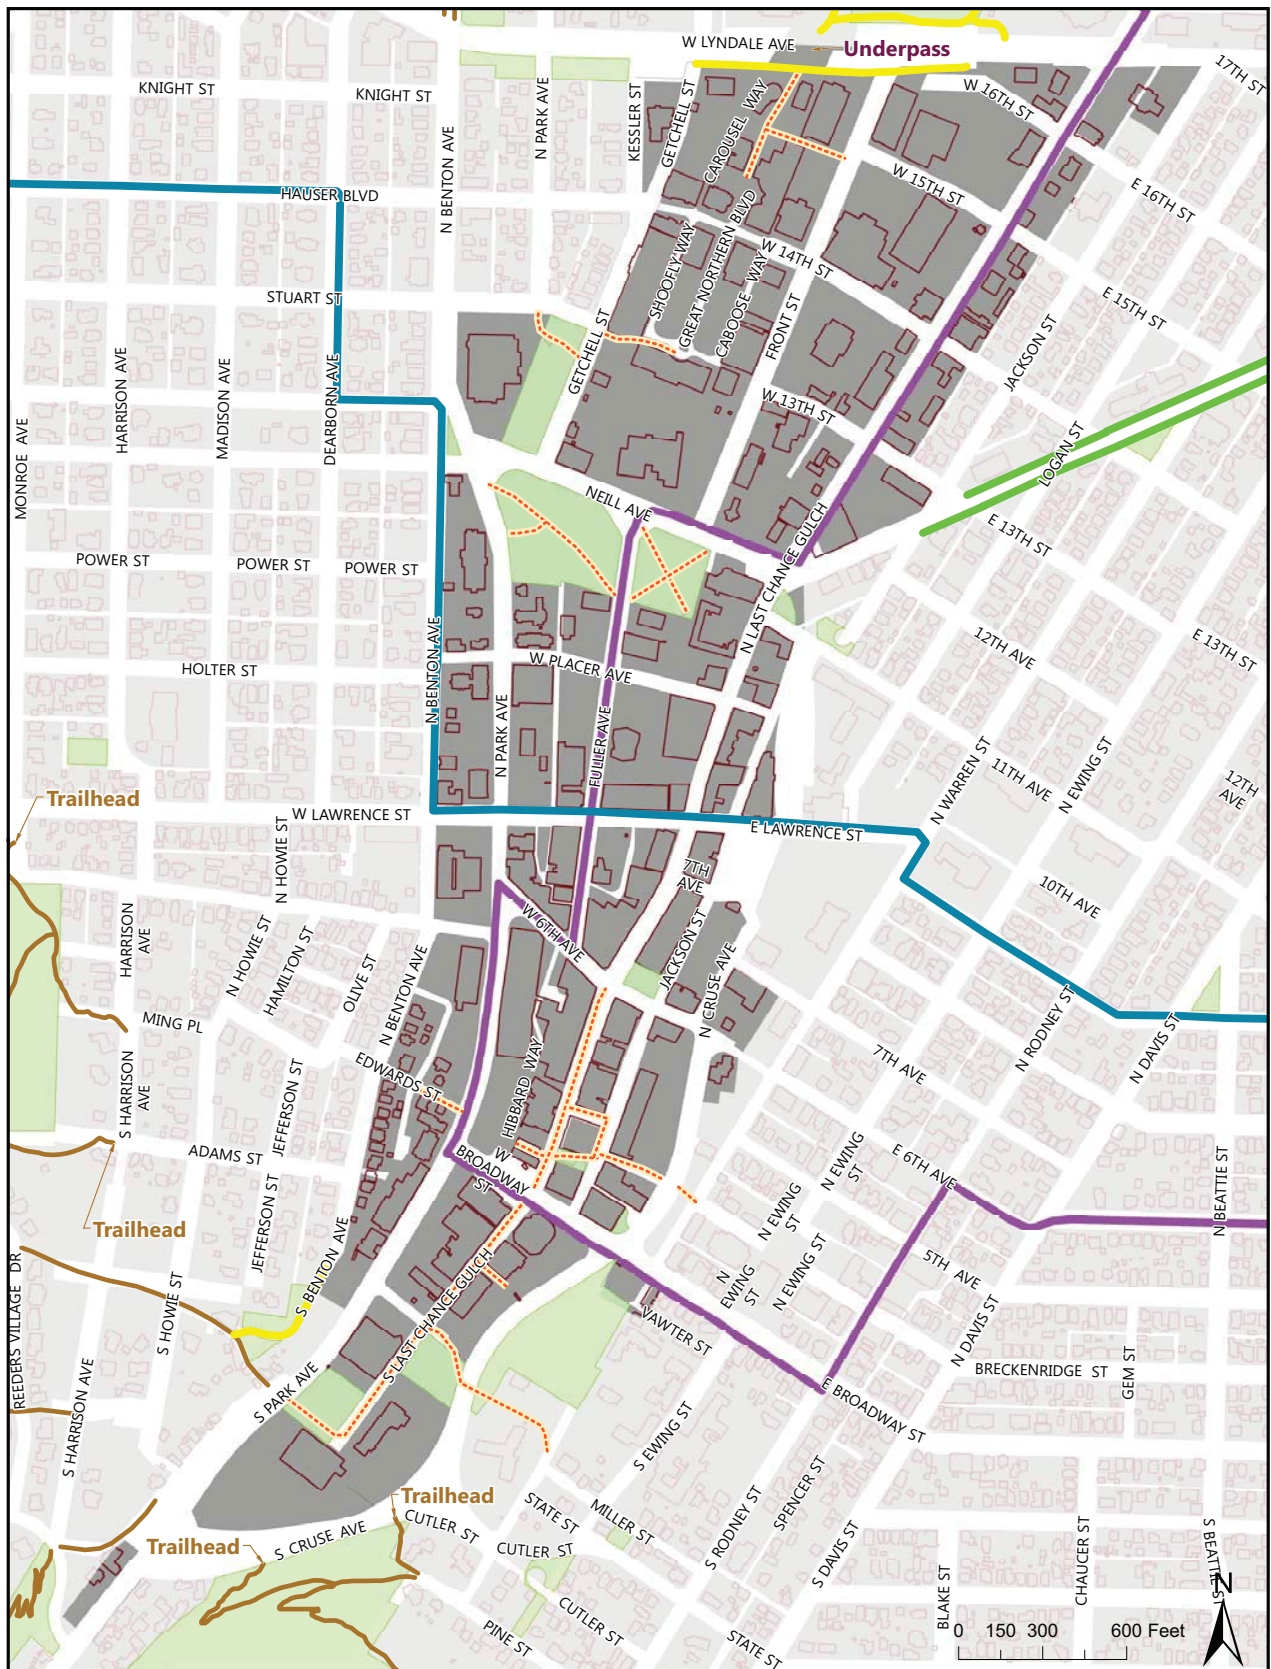 W LYNDALE AVE
Underpass
17TH ST
KNIGHT ST
KNIGHT ST
N PARK AVE
KESSLER ST
GETCHELL ST
CAROUSEL WAY
W 16TH ST
N BENTON AVE
W 15TH ST
E 16TH ST
HAUSER BLVD
SHOOFLY WAY
GREAT NORTHERN BLVD
W 14TH ST
CABOOSE WAY
STUART ST
FRONT ST
E 15TH ST
GETCHELL ST
JACKSON ST
HARRISON AVE
MADISON AVE
DEARBORN AVE
W 13TH ST
MONROE AVE
LOGAN ST
NEILL AVE
N LAST CHANCE GULCH
E 13TH ST
POWER ST
POWER ST
POWER ST
12TH AVE
E 13TH ST
HOLTER ST
N BENTON AVE
W PLACER AVE
N PARK AVE
FULLER AVE
N WARREN ST
11TH AVE
N EWING ST
12TH
AVE
Trailhead
W LAWRENCE ST
E LAWRENCE ST
N HOWIE ST
7TH
AVE
10TH AVE
HARRISON
AVE
N HOWIE ST
HAMILTON ST
OLIVE ST
N BENTON AVE
W 6TH AVE
JACKSON ST
N CRUSE AVE
MING PL
N RODNEY ST
N DAVIS ST
EDWARDS ST
HIBBARD WAY
7TH AVE
S HARRISON
AVE
JEFFERSON ST
ADAMS ST
W
BROADWAY
ST
N EWING
ST
E 6TH AVE
N BEATTIE ST
Trailhead
JEFFERSON ST
S BENTON AVE
N EWING
ST
N EWING ST
N
EWING
ST
5TH AVE
REEDERS VILLAGE DR
S HOWIE ST
S LAST CHANCE GULCH
VAWTER ST
N DAVIS ST
BRECKENRIDGE ST
GEM ST
S HARRISON AVE
S PARK AVE
E BROADWAY ST
S EWING ST
Trailhead
SPENCER ST
STATE ST
MILLER ST
S RODNEY ST
CUTLER ST
CUTLER ST
S CRUSE AVE
Trailhead
S DAVIS ST
CHAUCER ST
S BEATTIE ST
BLAKE ST
CUTLER ST
PINE ST
STATE ST
N
0 150 300 600 Feet